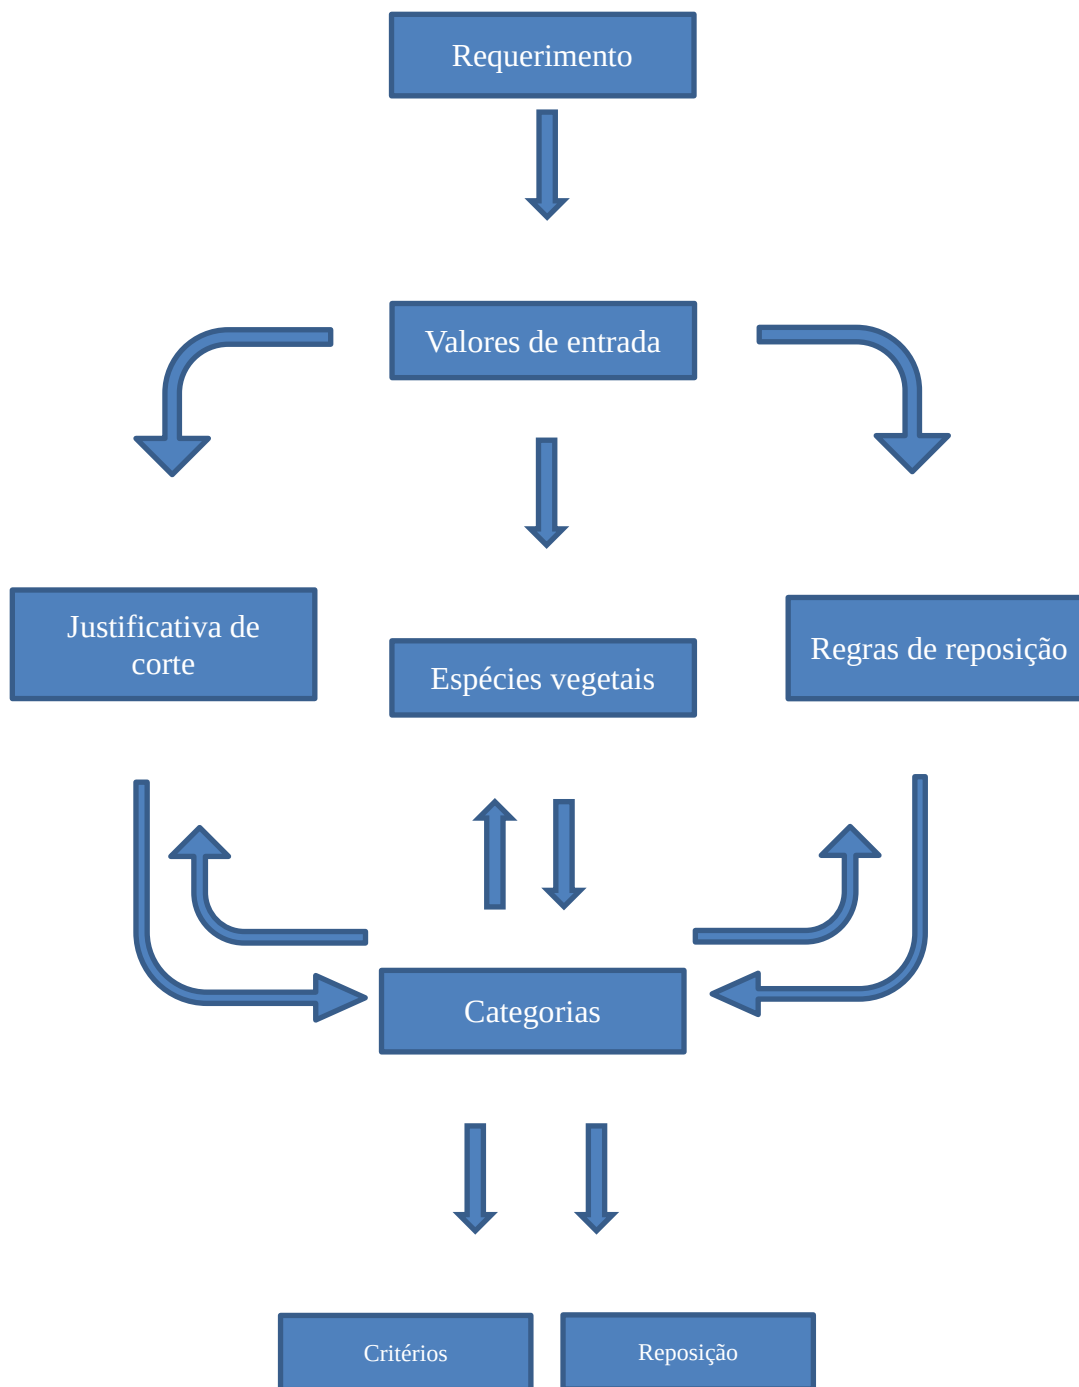 Requerimento
Valores de entrada
Justificativa de
corte
Espécies vegetais
Regras de reposição
Categorias
Critérios
Reposição